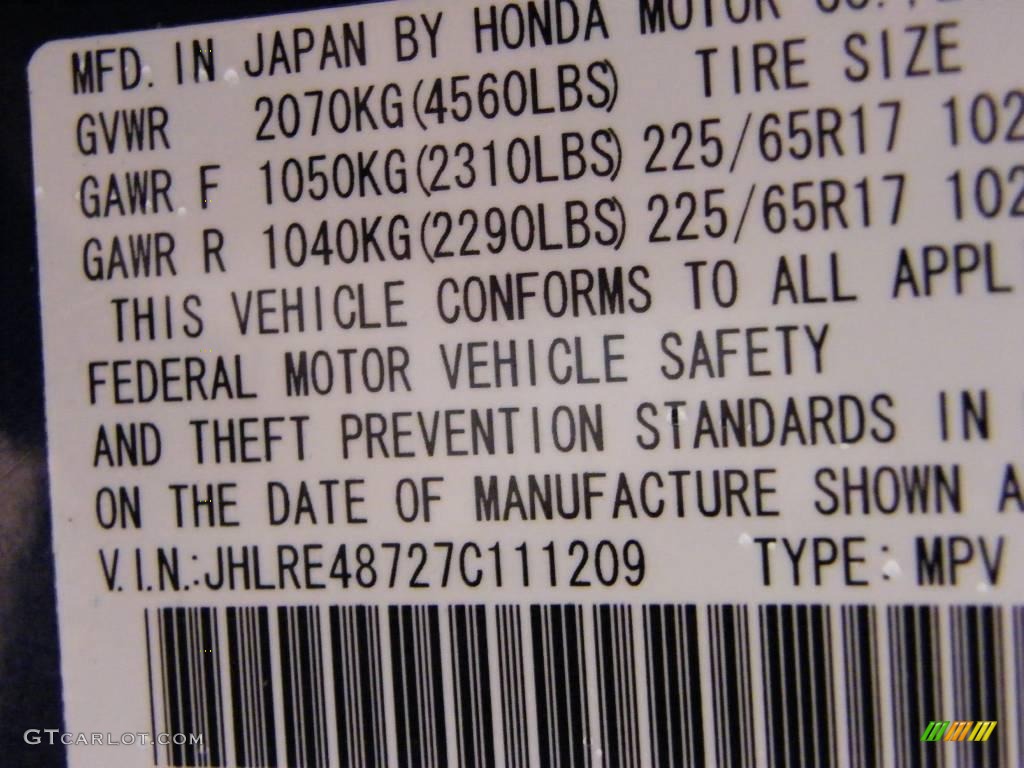 MFD. IN JAPAN BY HONDA MOTOR CO.,
GVWR 2070KG(4560LBS) TIRE SIZE
GAWR F 1050KG(2310LBS) 225/65R17 102
GAWR R 1040KG(2290LBS) 225/65R17 102
THIS VEHICLE CONFORMS TO ALL APPL
FEDERAL MOTOR VEHICLE SAFETY
AND THEFT PREVENTION STANDARDS IN
ON THE DATE OF MANUFACTURE SHOWN A
V.I.N.:JHLRE48727C111209 TYPE: MPV
GTCARLOT.COM